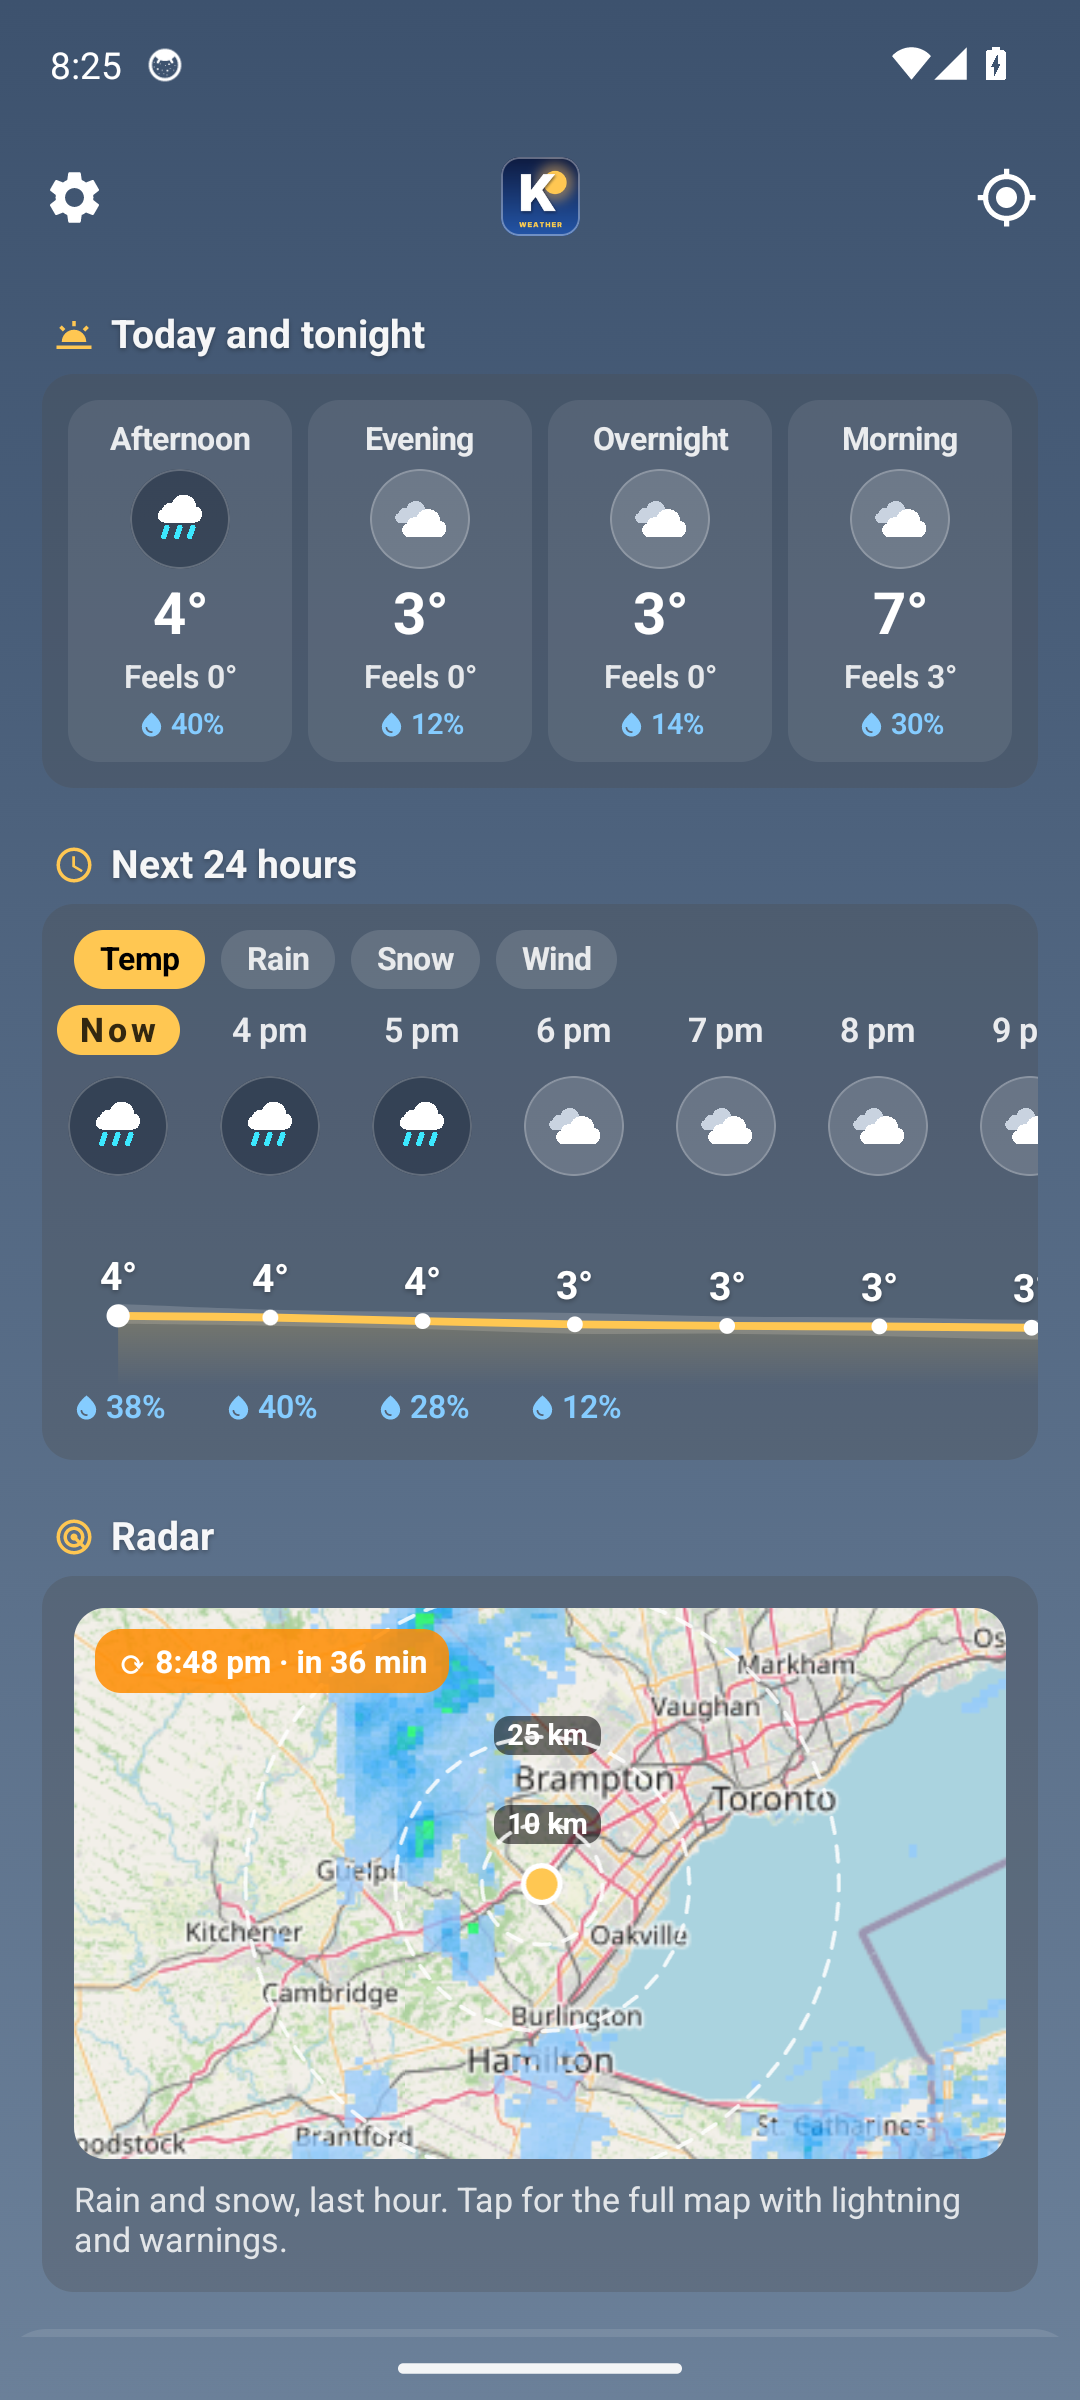 8:25
K
WEATHER
Today and tonight
Afternoon Evening Overnight Morning
4° 3° 3° 7°
Feels 0° Feels 0° Feels 0° Feels 3°
40% 12% 14% 30%
Next 24 hours
Temp Rain Snow Wind
Now 4 pm 5 pm 6 pm 7 pm 8 pm 9 p
4° 4° 4° 3° 3° 3° 3°
38% 40% 28% 12%
Radar
8:48 pm · in 36 min
Os
Markham
Vaughan
25 km
Brampton
Toronto
10 km
Guelph
Kitchener
Oakville
Cambridge
Burlington
Hamilton
St. Catharines
Brantford
oodstock
Rain and snow, last hour. Tap for the full map with lightning
and warnings.